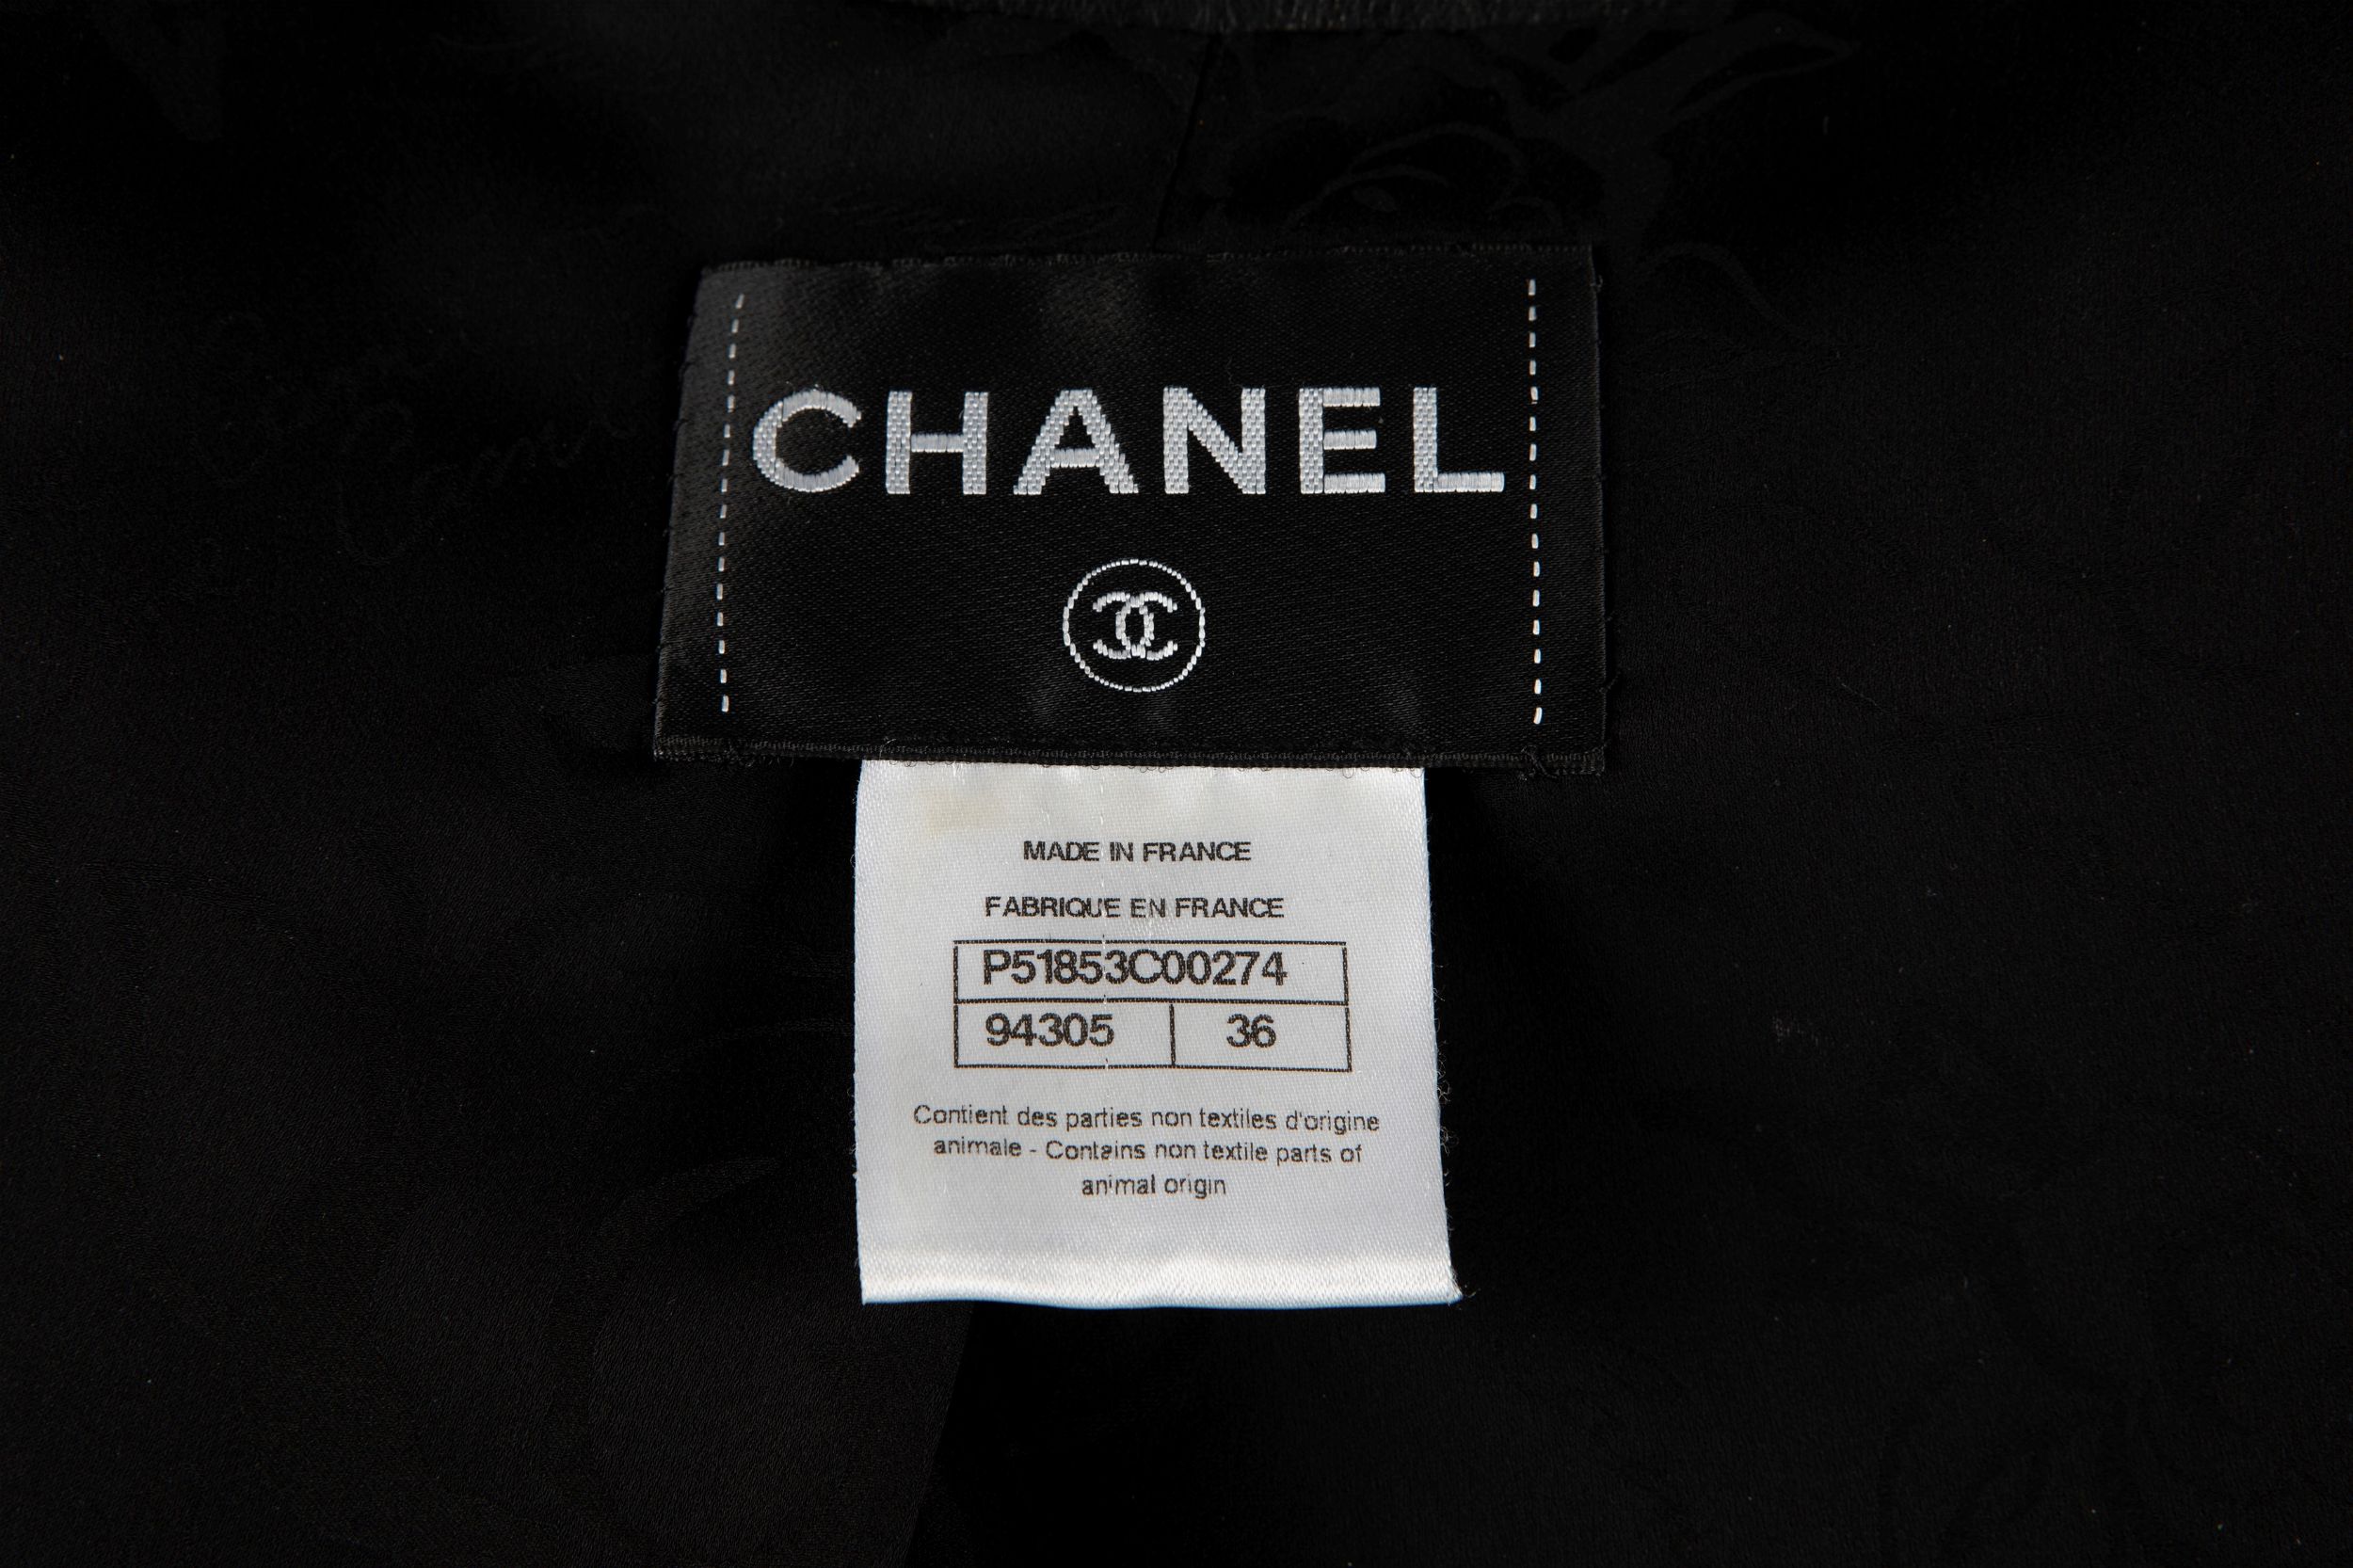 CHANEL
MADE IN FRANCE
FABRIQUE EN FRANCE
P51853C00274
94305 36
Contient des parties non textiles d'origine
animale - Contains non textile parts of
animal origin